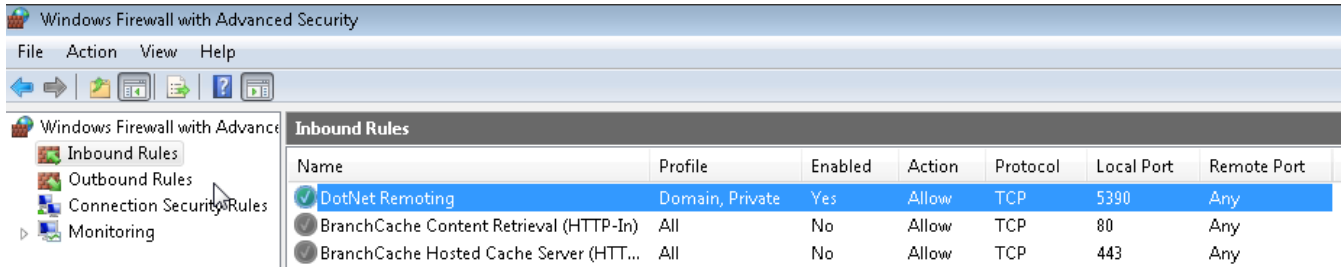 Windows Firewall with Advanced Security
File Action View Help
Windows Firewall with Advance
Inbound Rules
Outbound Rules
Connection Security Rules
Monitoring
Inbound Rules
Name Profile Enabled Action Protocol Local Port Remote Port
DotNet Remoting Domain, Private Yes Allow TCP 5390 Any
BranchCache Content Retrieval (HTTP-In) All No Allow TCP 80 Any
BranchCache Hosted Cache Server (HTT... All No Allow TCP 443 Any